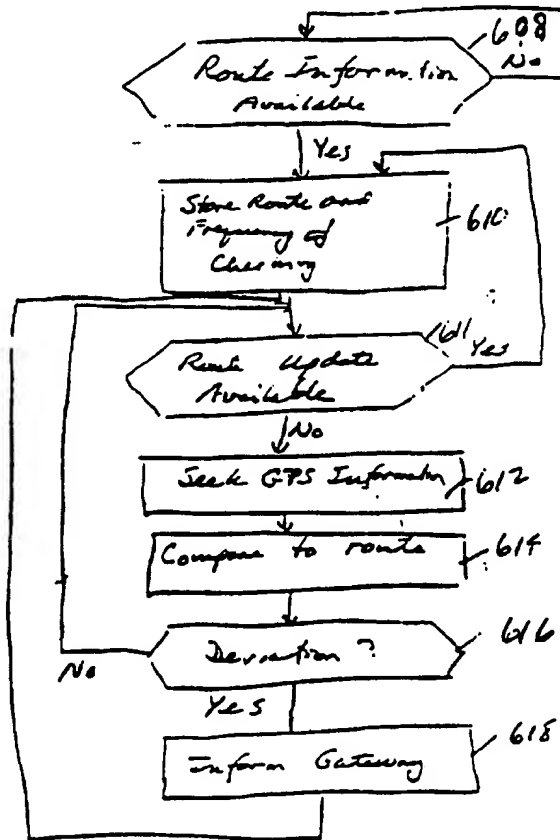 608
No
Route Information
Available
Yes
Store Route and
Frequency of
Checking
610
611
Route Update
Available
Yes
No
Seek GPS Information
612
Compare to route
614
Deviation ?
616
No
Yes
Inform Gateway
618